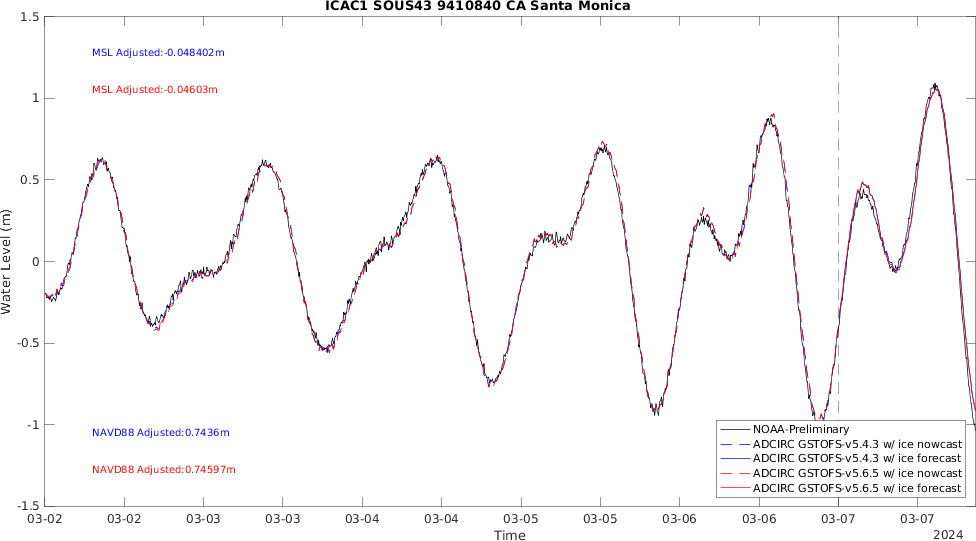 ICAC1 SOUS43 9410840 CA Santa Monica
1.5
MSL Adjusted:-0.048402m
MSL Adjusted:-0.04603m
1
0.5
0
-0.5
-1
-1.5
Water Level (m)
NAVD88 Adjusted:0.7436m
NAVD88 Adjusted:0.74597m
NOAA-Preliminary
ADCIRC GSTOFS-v5.4.3 w/ ice nowcast
ADCIRC GSTOFS-v5.4.3 w/ ice forecast
ADCIRC GSTOFS-v5.6.5 w/ ice nowcast
ADCIRC GSTOFS-v5.6.5 w/ ice forecast
03-02 03-02 03-03 03-03 03-04 03-04 03-05 03-05 03-06 03-06 03-07 03-07
Time
2024